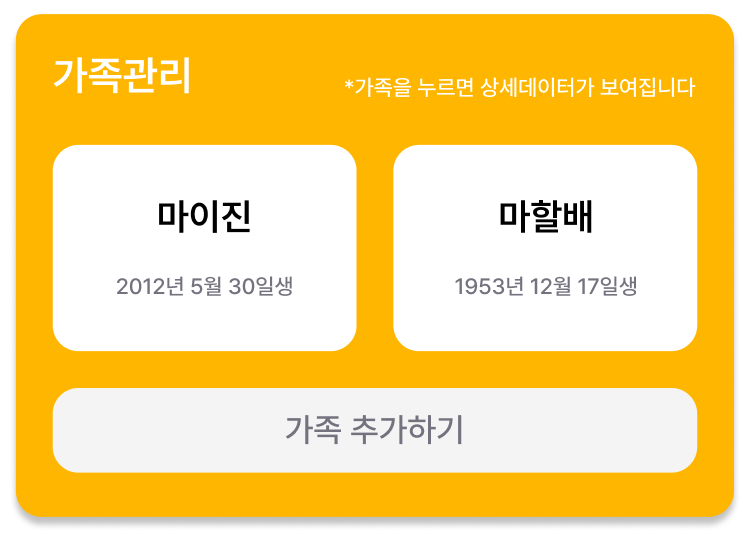 가족관리
*가족을 누르면 상세데이터가 보여집니다
마이진
2012년 5월 30일생
마할배
1953년 12월 17일생
가족 추가하기